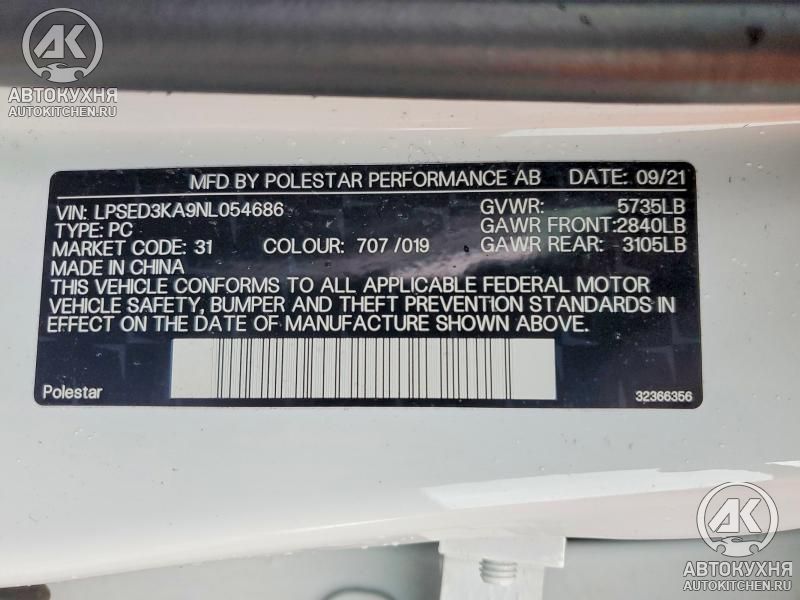 AK
АВТОКУХНЯ
AUTOKITCHEN.RU
MFD BY POLESTAR PERFORMANCE AB DATE: 09/21
VIN: LPSED3KA9NL054686 GVWR: 5735LB
TYPE: PC GAWR FRONT: 2840LB
MARKET CODE: 31 COLOUR: 707 /019 GAWR REAR: 3105LB
MADE IN CHINA
THIS VEHICLE CONFORMS TO ALL APPLICABLE FEDERAL MOTOR
VEHICLE SAFETY, BUMPER AND THEFT PREVENTION STANDARDS IN
EFFECT ON THE DATE OF MANUFACTURE SHOWN ABOVE.
Polestar 32366356
AK
АВТОКУХНЯ
AUTOKITCHEN.RU